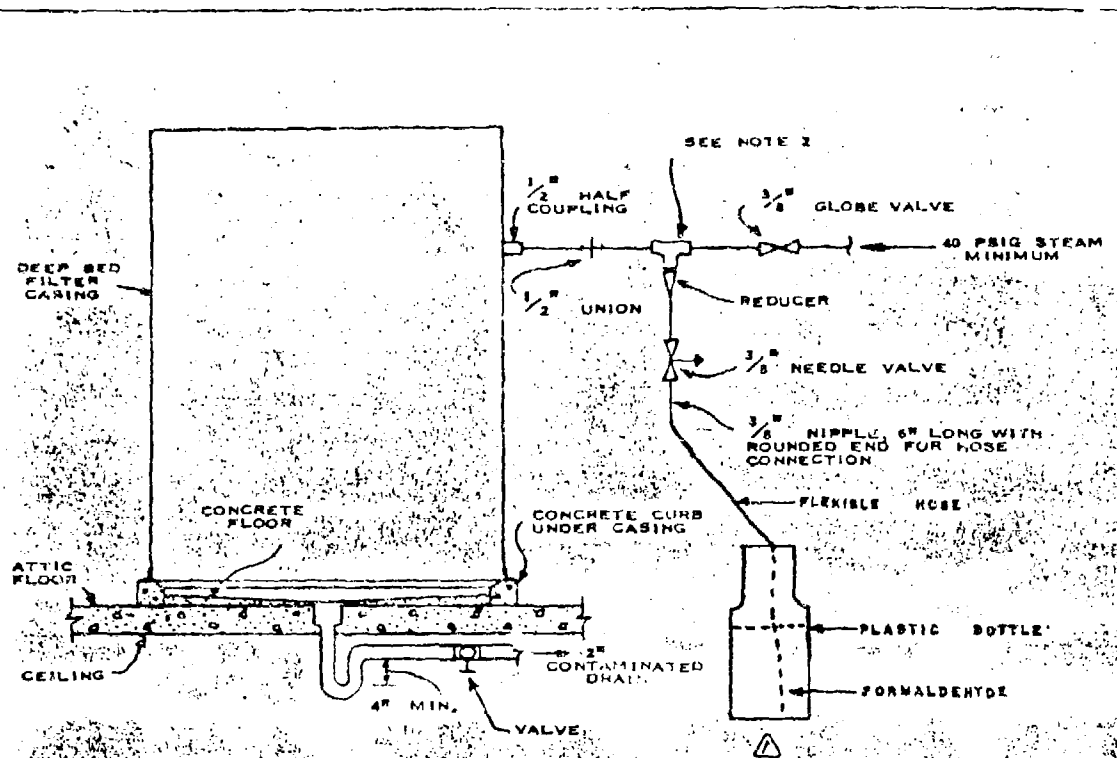 SEE NOTE 2
1/2" HALF
COUPLING
3/8" GLOBE VALVE
40 PSIG STEAM
MINIMUM
DEEP BED
FILTER
CASING
1/2" UNION
REDUCER
3/8" NEEDLE VALVE
3/8" NIPPLE, 6" LONG WITH
ROUNDED END FOR HOSE
CONNECTION
FLEXIBLE HOSE
CONCRETE
FLOOR
CONCRETE CURB
UNDER CASING
ATTIC
FLOOR
PLASTIC BOTTLE
CEILING
2"
CONTAMINATED
DRAIN
FORMALDEHYDE
4" MIN.
VALVE
1